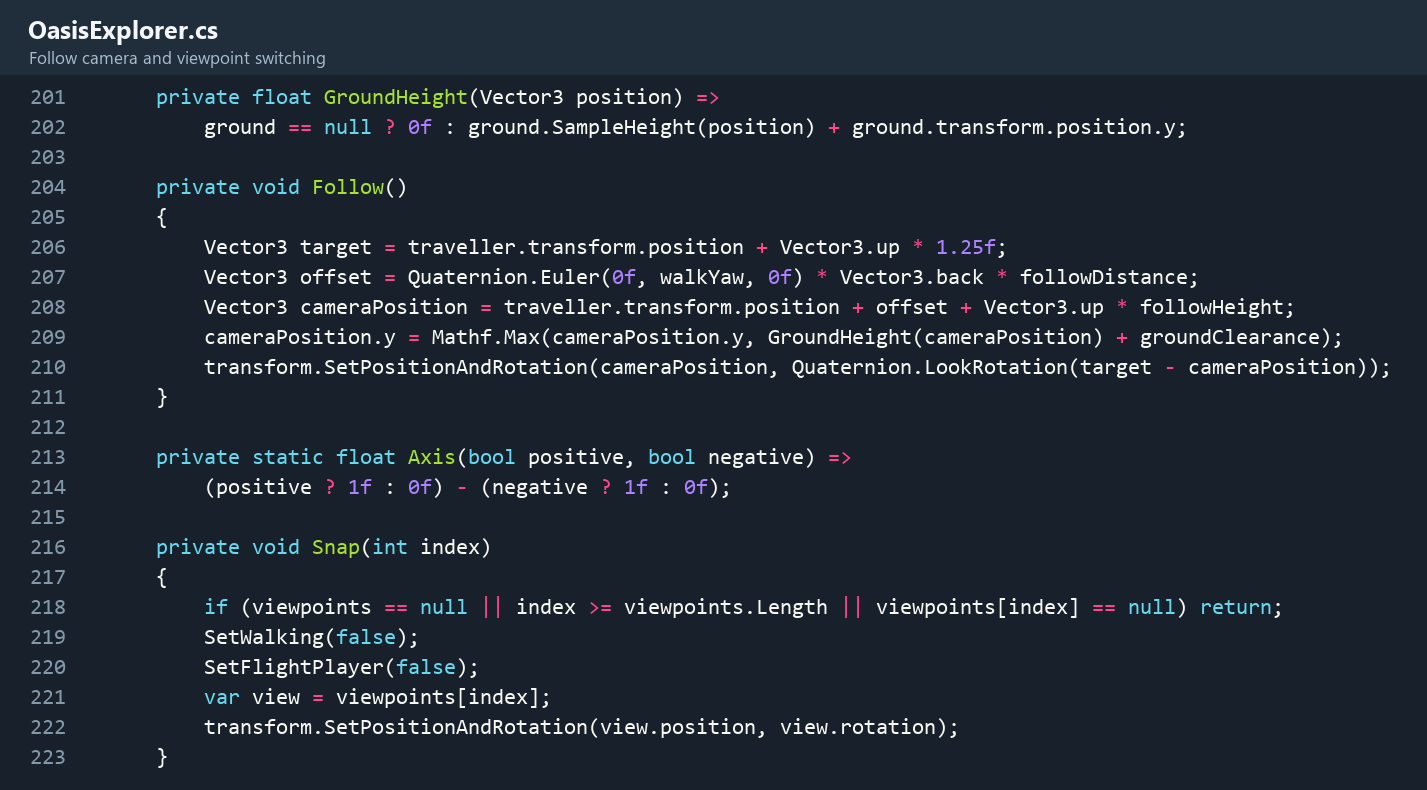 OasisExplorer.cs
Follow camera and viewpoint switching
201 private float GroundHeight(Vector3 position) =>
202 ground == null ? 0f : ground.SampleHeight(position) + ground.transform.position.y;
203
204 private void Follow()
205 {
206 Vector3 target = traveller.transform.position + Vector3.up * 1.25f;
207 Vector3 offset = Quaternion.Euler(0f, walkYaw, 0f) * Vector3.back * followDistance;
208 Vector3 cameraPosition = traveller.transform.position + offset + Vector3.up * followHeight;
209 cameraPosition.y = Mathf.Max(cameraPosition.y, GroundHeight(cameraPosition) + groundClearance);
210 transform.SetPositionAndRotation(cameraPosition, Quaternion.LookRotation(target - cameraPosition));
211 }
212
213 private static float Axis(bool positive, bool negative) =>
214 (positive ? 1f : 0f) - (negative ? 1f : 0f);
215
216 private void Snap(int index)
217 {
218 if (viewpoints == null || index >= viewpoints.Length || viewpoints[index] == null) return;
219 SetWalking(false);
220 SetFlightPlayer(false);
221 var view = viewpoints[index];
222 transform.SetPositionAndRotation(view.position, view.rotation);
223 }